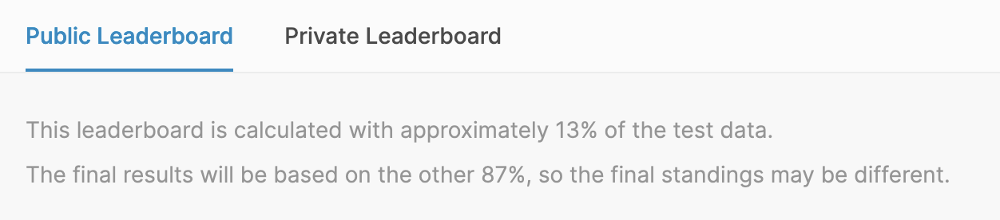 Public Leaderboard Private Leaderboard
This leaderboard is calculated with approximately 13% of the test data.
The final results will be based on the other 87%, so the final standings may be different.